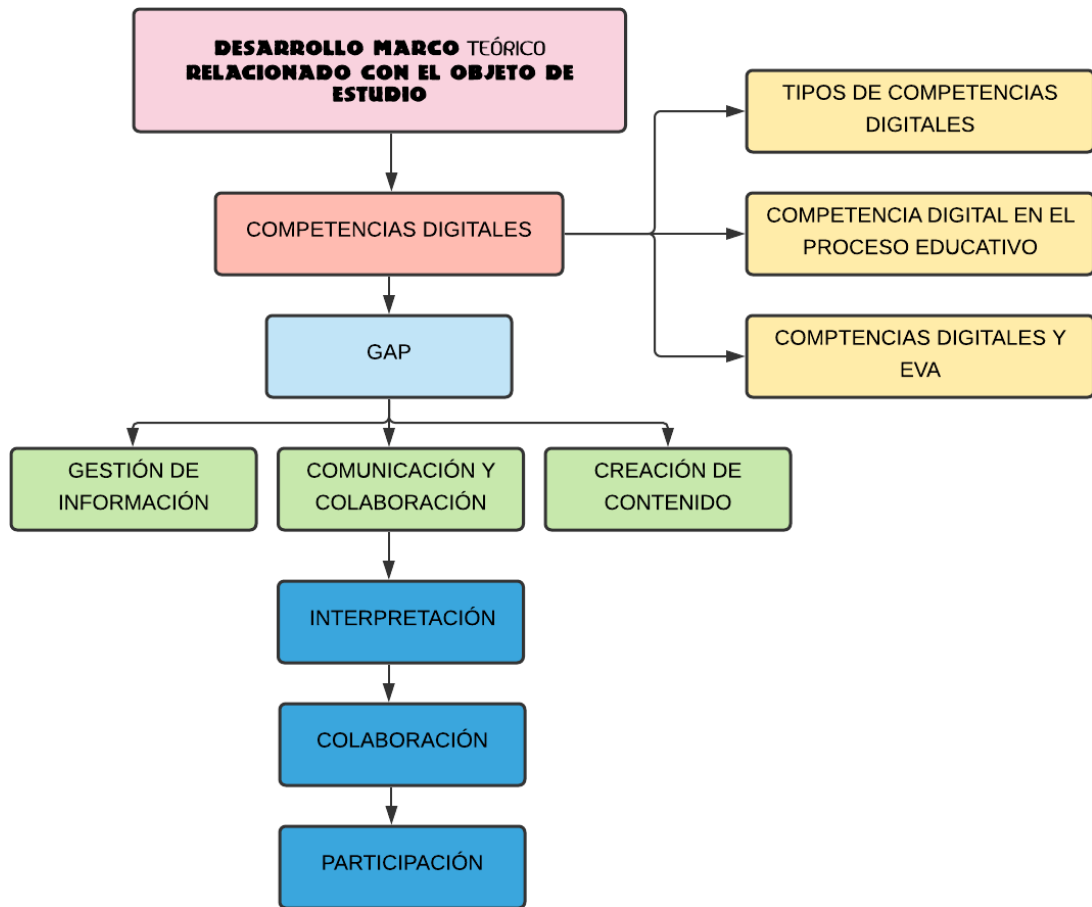 DESARROLLO MARCO TEÓRICO
RELACIONADO CON EL OBJETO DE
ESTUDIO
TIPOS DE COMPETENCIAS
DIGITALES
COMPETENCIAS DIGITALES
COMPETENCIA DIGITAL EN EL
PROCESO EDUCATIVO
GAP
COMPTENCIAS DIGITALES Y
EVA
GESTIÓN DE
INFORMACIÓN
COMUNICACIÓN Y
COLABORACIÓN
CREACIÓN DE
CONTENIDO
INTERPRETACIÓN
COLABORACIÓN
PARTICIPACIÓN